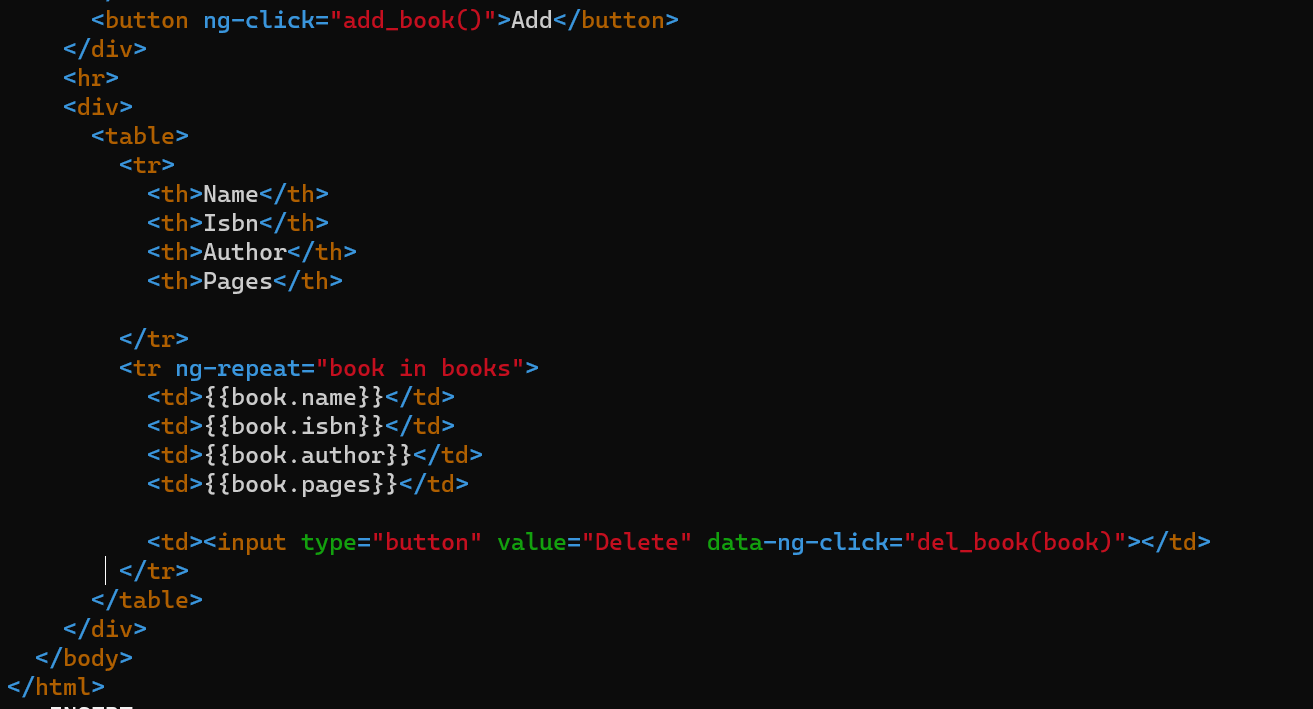 <button ng-click="add_book()">Add</button>
</div>
<hr>
<div>
<table>
<tr>
<th>Name</th>
<th>Isbn</th>
<th>Author</th>
<th>Pages</th>
</tr>
<tr ng-repeat="book in books">
<td>{{book.name}}</td>
<td>{{book.isbn}}</td>
<td>{{book.author}}</td>
<td>{{book.pages}}</td>
<td><input type="button" value="Delete" data-ng-click="del_book(book)"></td>
</tr>
</table>
</div>
</body>
</html>